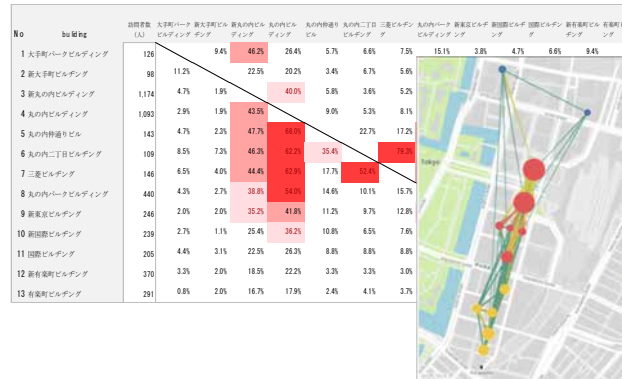 No building 訪問者数(人) 大手町パークビルディング 新大手町ビルヂング 新丸の内ビルディング 丸の内ビルディング 丸の内仲通りビル 丸の内二丁目ビルヂング 三菱ビルヂング 丸の内パークビルディング 新東京ビルヂング 新国際ビルヂング 国際ビルヂング 新有楽町ビルヂング
1 大手町パークビルディング 126 9.4% 46.2% 26.4% 5.7% 6.6% 7.5% 15.1% 3.8% 4.7% 6.6% 9.4%
2 新大手町ビルヂング 98 11.2% 22.5% 20.2% 3.4% 6.7% 5.6%
3 新丸の内ビルディング 1,174 4.7% 1.9% 40.0% 5.8% 3.6% 5.2%
4 丸の内ビルディング 1,093 2.9% 1.9% 43.5% 9.0% 5.3% 8.1%
5 丸の内仲通りビル 143 4.7% 2.3% 47.7% 68.0% 22.7% 17.2%
6 丸の内二丁目ビルヂング 109 8.5% 7.3% 46.3% 62.2% 35.4% 79.3%
7 三菱ビルヂング 146 6.5% 4.0% 44.4% 62.9% 17.7% 52.4%
8 丸の内パークビルディング 440 4.3% 2.7% 38.8% 54.0% 14.6% 10.1% 15.7%
9 新東京ビルヂング 246 2.0% 2.0% 35.2% 41.8% 11.2% 9.7% 12.8%
10 新国際ビルヂング 239 2.7% 1.1% 25.4% 36.2% 10.8% 6.5% 7.6%
11 国際ビルヂング 205 4.4% 3.1% 22.5% 26.3% 8.8% 8.8% 8.8%
12 新有楽町ビルヂング 370 3.3% 2.0% 18.5% 22.2% 3.3% 3.3% 3.0%
13 有楽町ビルヂング 291 0.8% 2.0% 16.7% 17.9% 2.4% 4.1% 3.7%
Tokyo